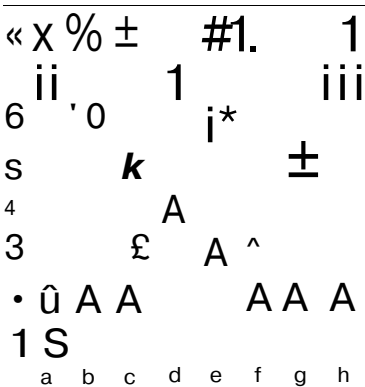 « x % ± #1. 1
ii 1 iii
6 ' 0 i*
s k ±
4 A
3 £ A ^
• û A A A A A
1 S
a b c d e f g h